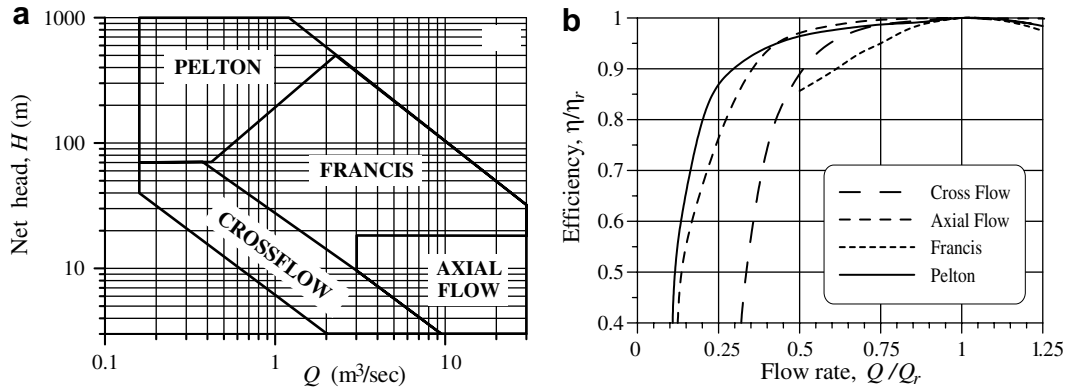 a
Net head, H (m)
1000
100
10
0.1
1
10
Q (m³/sec)
PELTON
FRANCIS
CROSSFLOW
AXIAL
FLOW
b
Efficiency, η/ηr
1
0.9
0.8
0.7
0.6
0.5
0.4
0
0.25
0.5
0.75
1
1.25
Flow rate, Q/Qr
Cross Flow
Axial Flow
Francis
Pelton